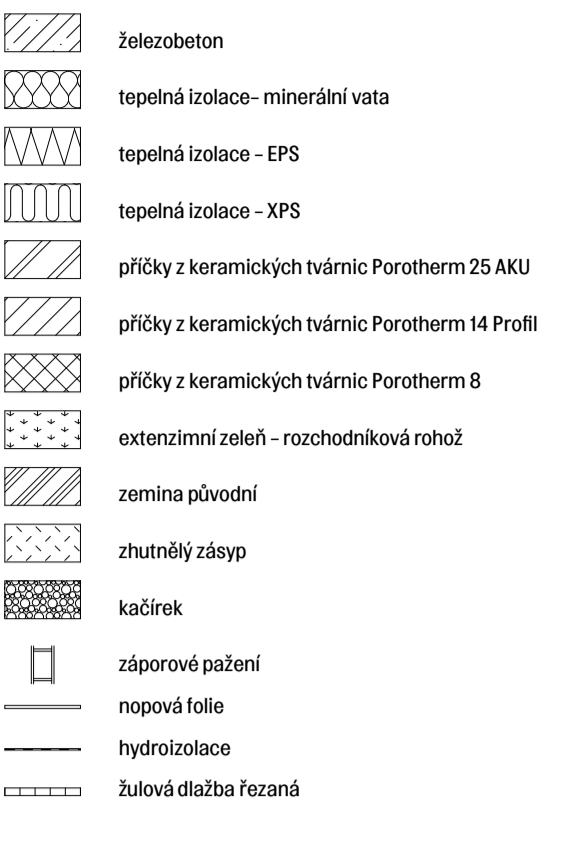 železobeton
tepelná izolace– minerální vata
tepelná izolace – EPS
tepelná izolace – XPS
příčky z keramických tvárnic Porotherm 25 AKU
příčky z keramických tvárnic Porotherm 14 Profil
příčky z keramických tvárnic Porotherm 8
extenzimní zeleň – rozchodníková rohož
zemina původní
zhutnělý zásyp
kačírek
záporové pažení
nopová folie
hydroizolace
žulová dlažba řezaná